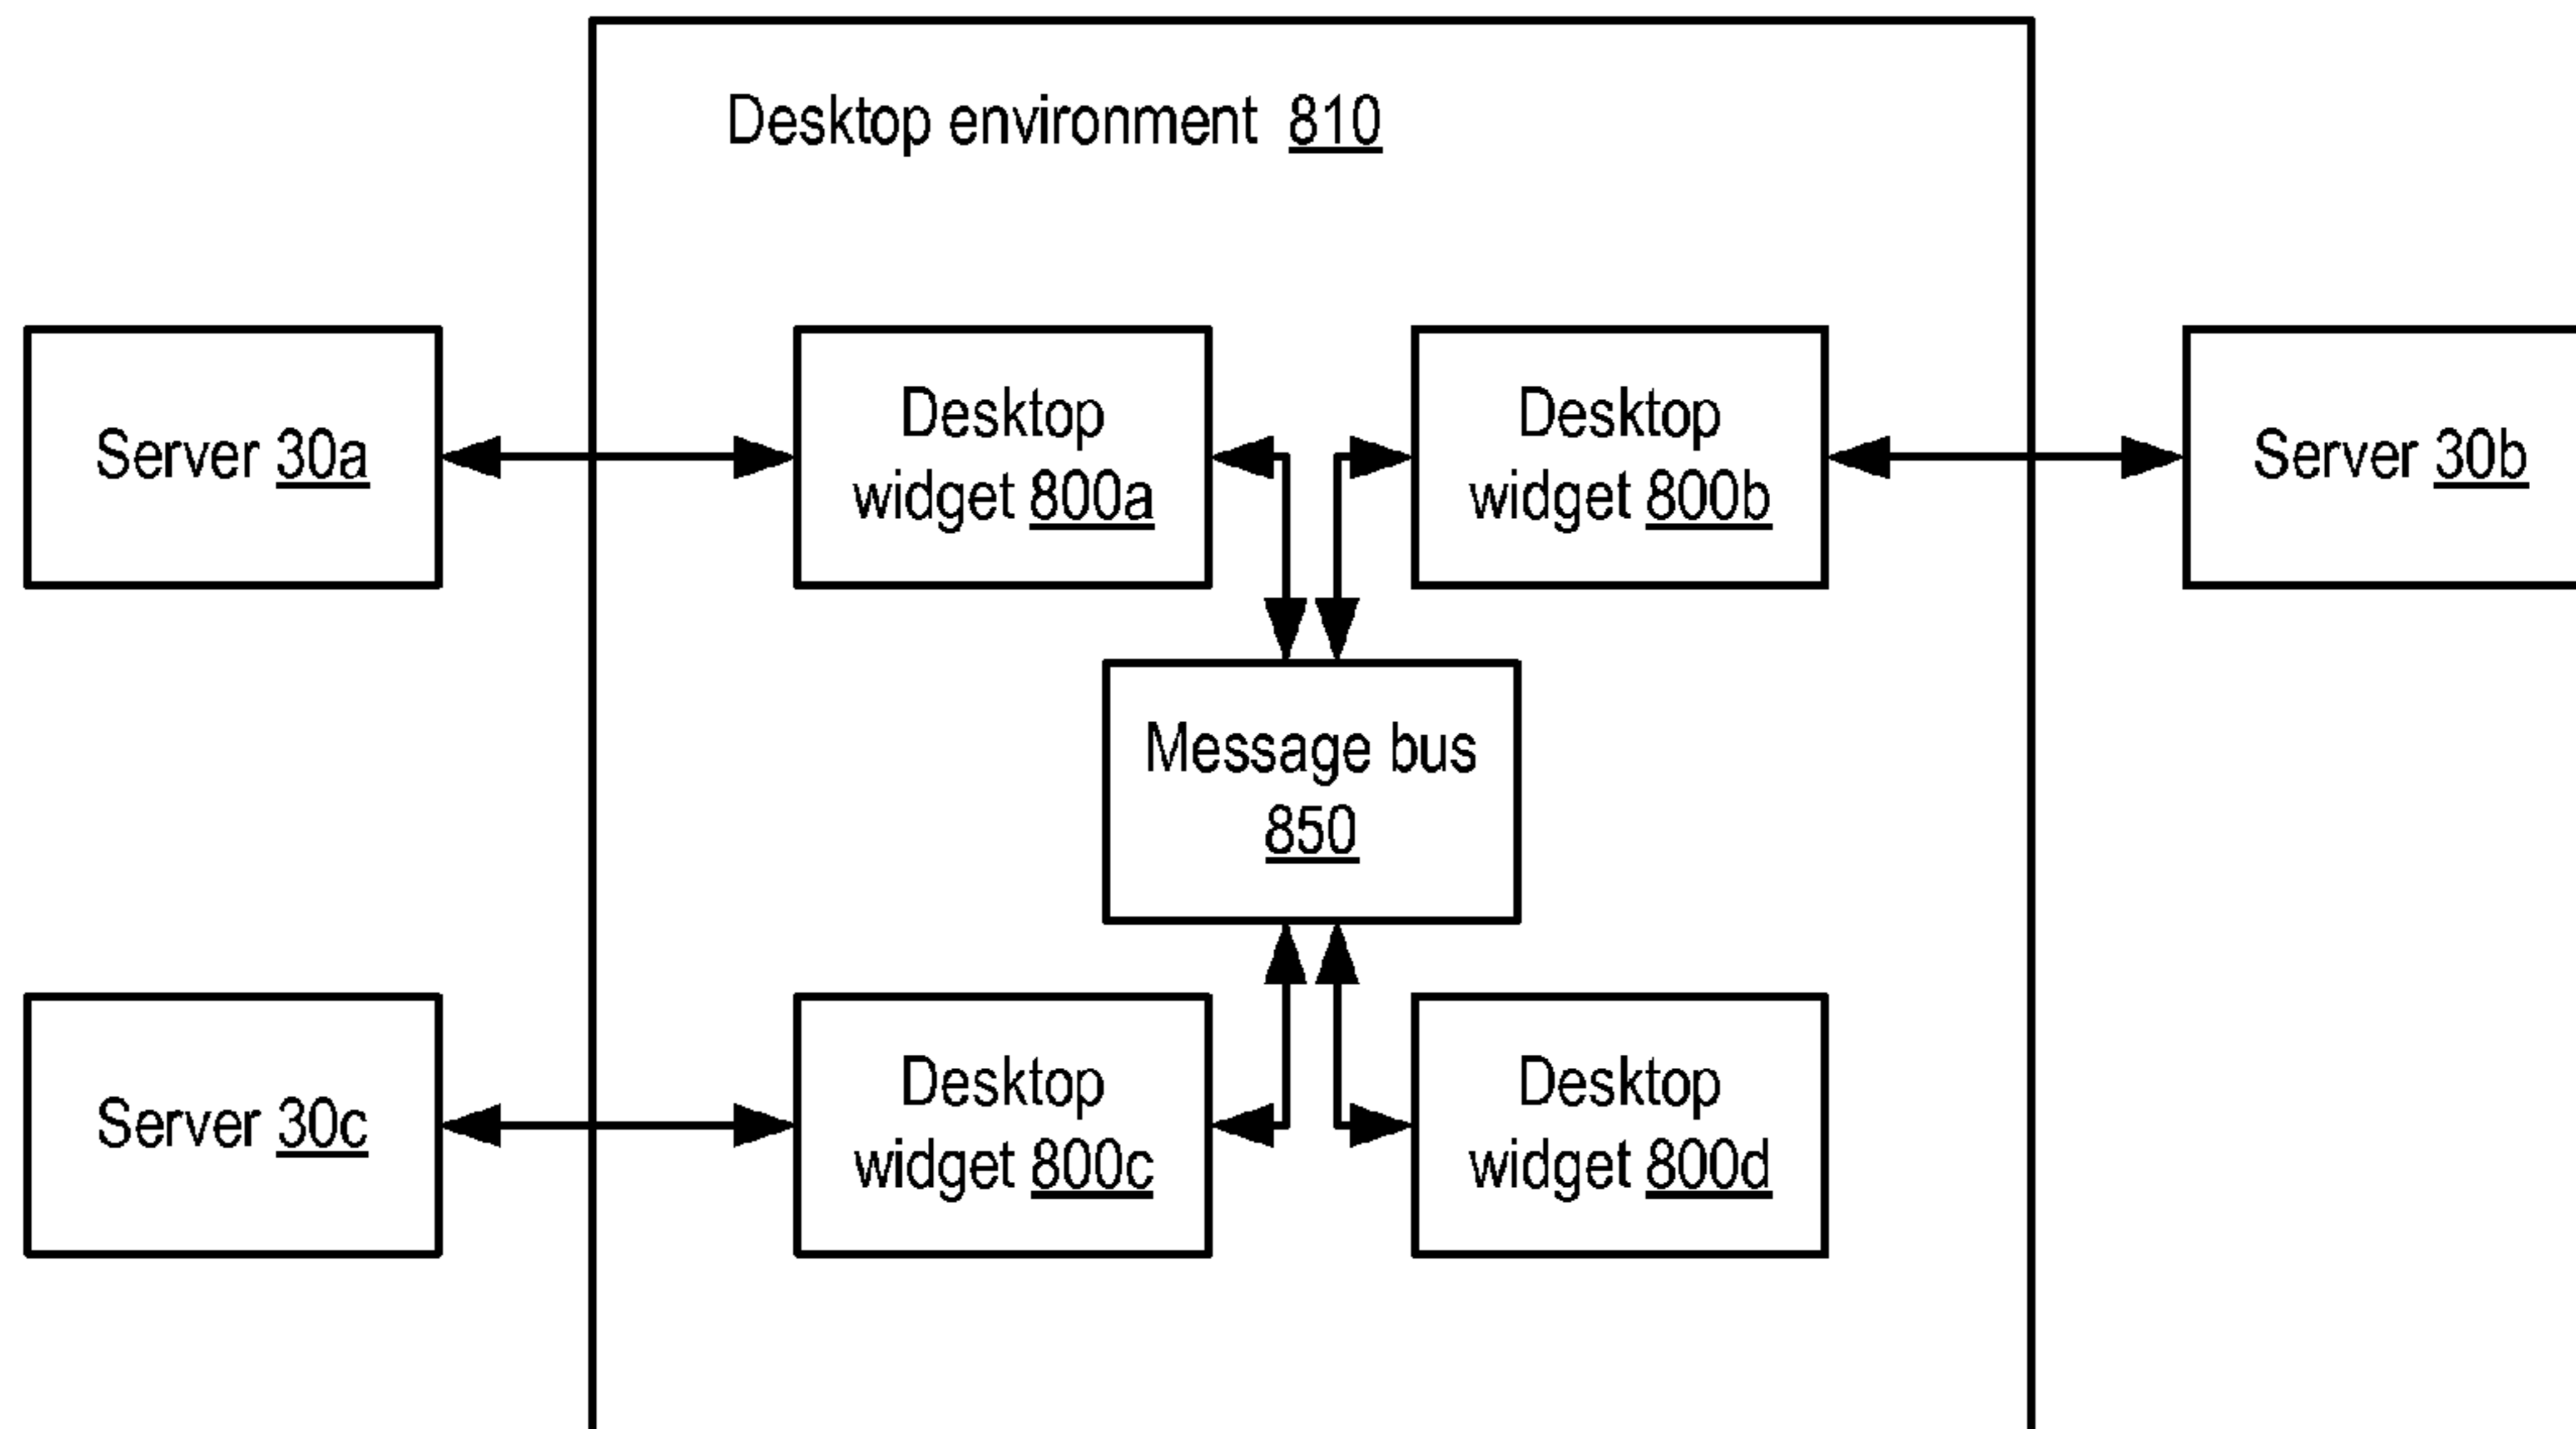 Desktop environment 810
Server 30a
Desktop
widget 800a
Desktop
widget 800b
Server 30b
Message bus
850
Server 30c
Desktop
widget 800c
Desktop
widget 800d